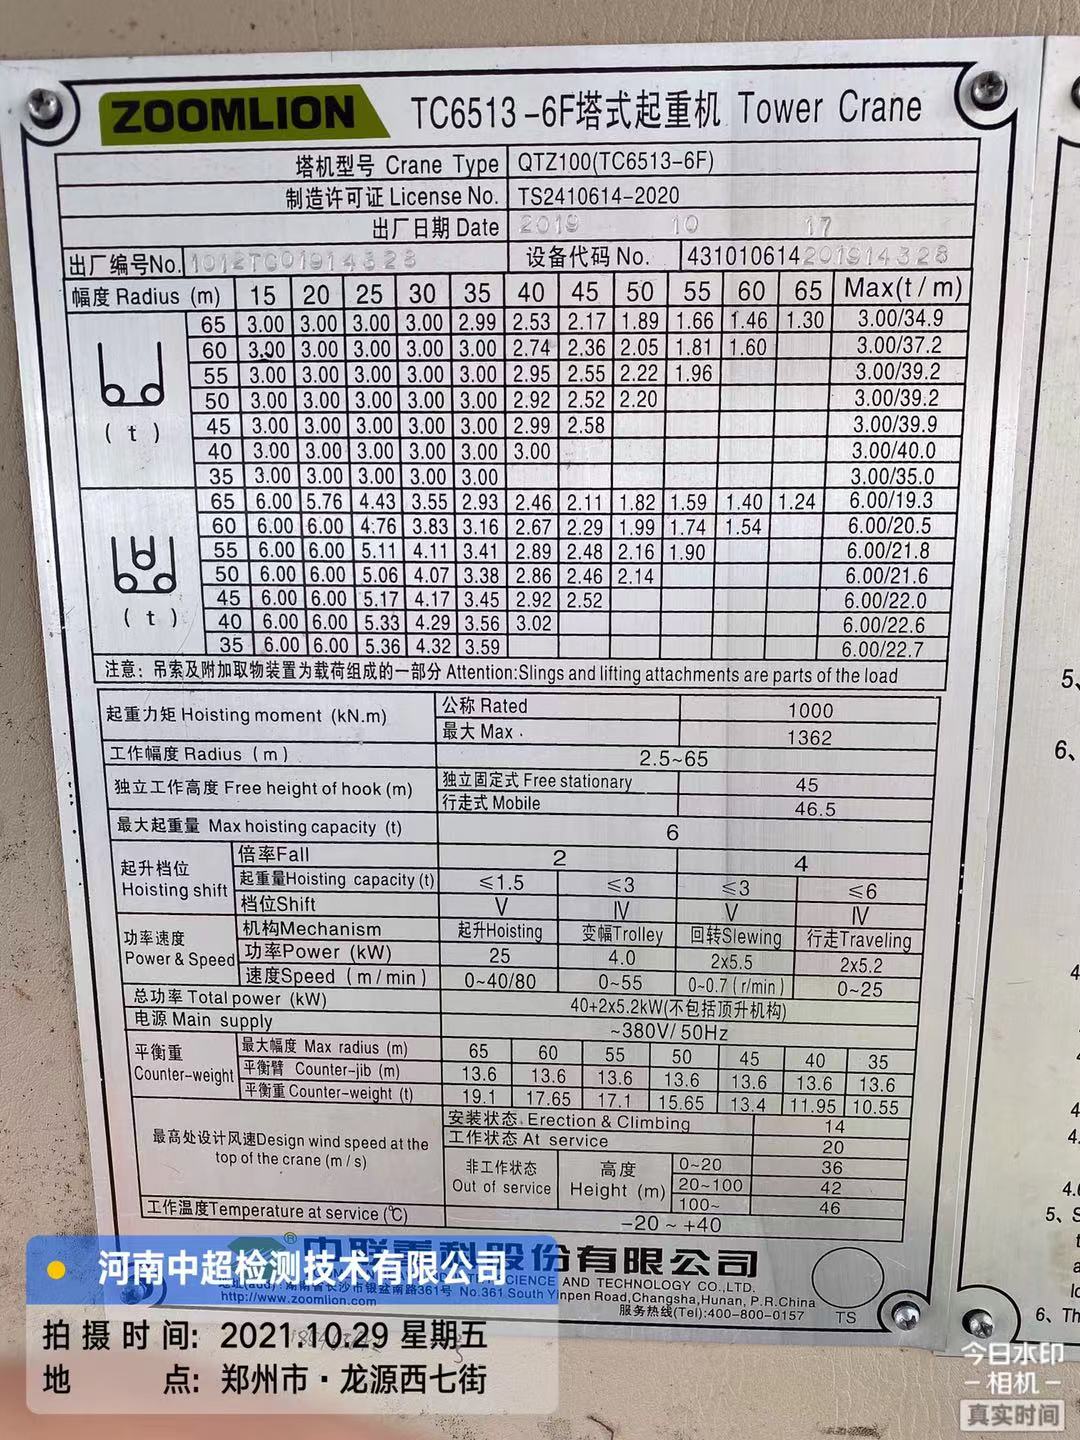 ZOOMLION TC6513-6F塔式起重机 Tower Crane
塔机型号 Crane Type QTZ100(TC6513-6F)
制造许可证 License No. TS2410614-2020
出厂日期 Date 2019 10 17
出厂编号No. 设备代码 No. 431010614201914328
幅度 Radius (m) 15 20 25 30 35 40 45 50 55 60 65 Max(t/m)
65 3.00 3.00 3.00 3.00 2.99 2.53 2.17 1.89 1.66 1.46 1.30 3.00/34.9
60 3.00 3.00 3.00 3.00 3.00 2.74 2.36 2.05 1.81 1.60 3.00/37.2
55 3.00 3.00 3.00 3.00 3.00 2.95 2.55 2.22 1.96 3.00/39.2
50 3.00 3.00 3.00 3.00 3.00 2.92 2.52 2.20 3.00/39.2
(t) 45 3.00 3.00 3.00 3.00 3.00 2.99 2.58 3.00/39.9
40 3.00 3.00 3.00 3.00 3.00 3.00 3.00/40.0
35 3.00 3.00 3.00 3.00 3.00 3.00/35.0
65 6.00 5.76 4.43 3.55 2.93 2.46 2.11 1.82 1.59 1.40 1.24 6.00/19.3
60 6.00 6.00 4.76 3.83 3.16 2.67 2.29 1.99 1.74 1.54 6.00/20.5
55 6.00 6.00 5.11 4.11 3.41 2.89 2.48 2.16 1.90 6.00/21.8
50 6.00 6.00 5.06 4.07 3.38 2.86 2.46 2.14 6.00/21.6
45 6.00 6.00 5.17 4.17 3.45 2.92 2.52 6.00/22.0
(t) 40 6.00 6.00 5.33 4.29 3.56 3.02 6.00/22.6
35 6.00 6.00 5.36 4.32 3.59 6.00/22.7
注意：吊索及附加取物装置为载荷组成的一部分 Attention:Slings and lifting attachments are parts of the load
起重力矩 Hoisting moment (kN.m) 公称 Rated 1000
最大 Max. 1362
工作幅度 Radius (m) 2.5~65
独立工作高度 Free height of hook (m) 独立固定式 Free stationary 45
行走式 Mobile 46.5
最大起重量 Max hoisting capacity (t) 6
起升档位 Hoisting shift 倍率Fall 2 4
起重量Hoisting capacity(t) ≤1.5 ≤3 ≤3 ≤6
档位Shift V IV V IV
功率速度 Power & Speed 机构Mechanism 起升Hoisting 变幅Trolley 回转Slewing 行走Traveling
功率Power (kW) 25 4.0 2x5.5 2x5.2
速度Speed (m/min) 0~40/80 0~55 0~0.7(r/min) 0~25
总功率 Total power (kW) 40+2x5.2kW(不包括顶升机构)
电源 Main supply ~380V/50Hz
平衡重 Counter-weight 最大幅度 Max radius (m) 65 60 55 50 45 40 35
平衡臂 Counter-jib (m) 13.6 13.6 13.6 13.6 13.6 13.6 13.6
平衡重 Counter-weight (t) 19.1 17.65 17.1 15.65 13.4 11.95 10.55
最高处设计风速Design wind speed at the top of the crane (m/s) 安装状态 Erection & Climbing 14
工作状态 At service 20
非工作状态 Out of service 高度 Height (m) 0~20 36
20~100 42
100~ 46
工作温度Temperature at service (℃) -20 ~ +40
中联重科股份有限公司
SCIENCE AND TECHNOLOGY CO.,LTD.
No.361 South Yinpen Road,Changsha,Hunan, P.R.China
http://www.zoomlion.com 服务热线(Tel):400-800-0157 TS
河南中超检测技术有限公司
拍摄时间: 2021.10.29 星期五
地点: 郑州市·龙源西七街
今日水印
相机
真实时间
5、
6、
4
4
4.
4.
4.6
5、S
6、Th